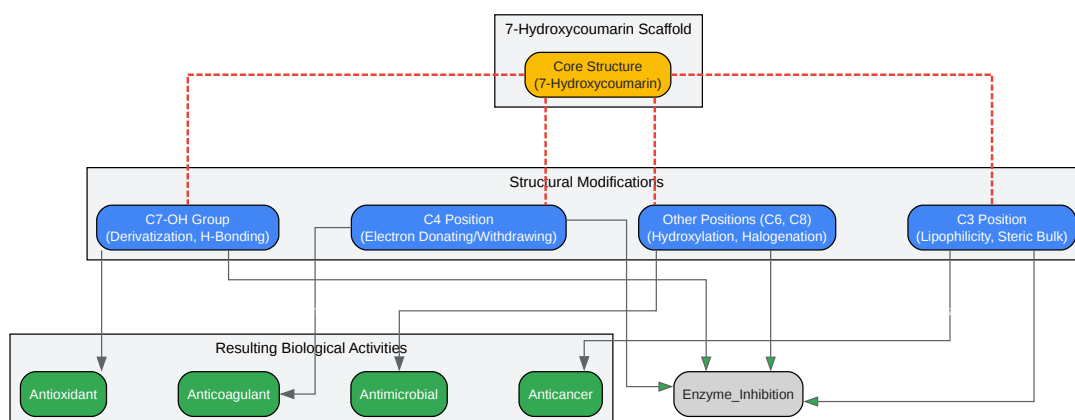 7-Hydroxycoumarin Scaffold
Core Structure
(7-Hydroxycoumarin)
Structural Modifications
C7-OH Group
(Derivatization, H-Bonding)
C4 Position
(Electron Donating/Withdrawing)
Other Positions (C6, C8)
(Hydroxylation, Halogenation)
C3 Position
(Lipophilicity, Steric Bulk)
Resulting Biological Activities
Antioxidant
Anticoagulant
Antimicrobial
Anticancer
Enzyme_Inhibition